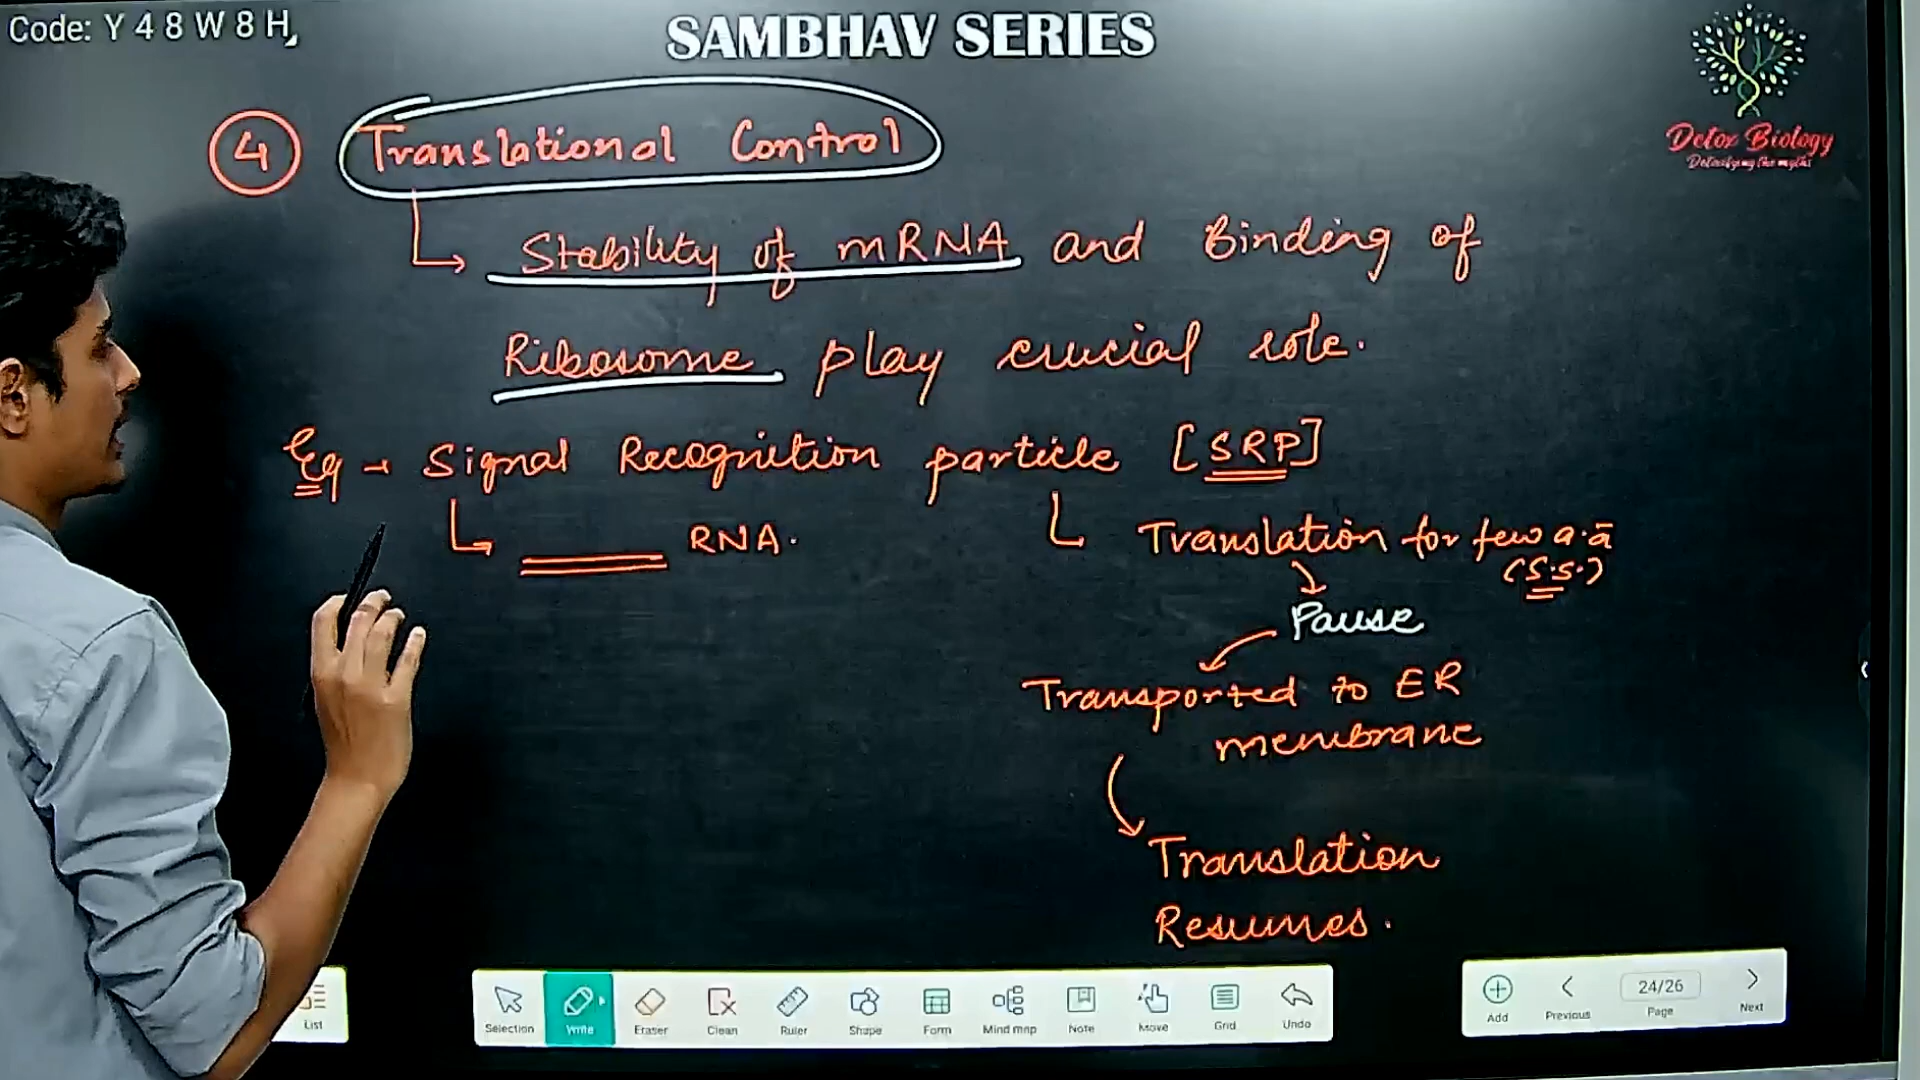 Code: Y 4 8 W 8 H
SAMBHAV SERIES
Detox Biology
Detoxifying the myths
4 Translational Control
Stability of mRNA and Binding of
Ribosome play crucial role.
Eg → Signal Recognition particle [SRP]
RNA.
Translation for few a.a
(S.S.)
Pause
Transported to ER
membrane
Translation
Resumes.
List
Selection Write Eraser Clean Ruler Shape Form Mind map Note Move Grid Undo
Add Previous 24/26 Page Next